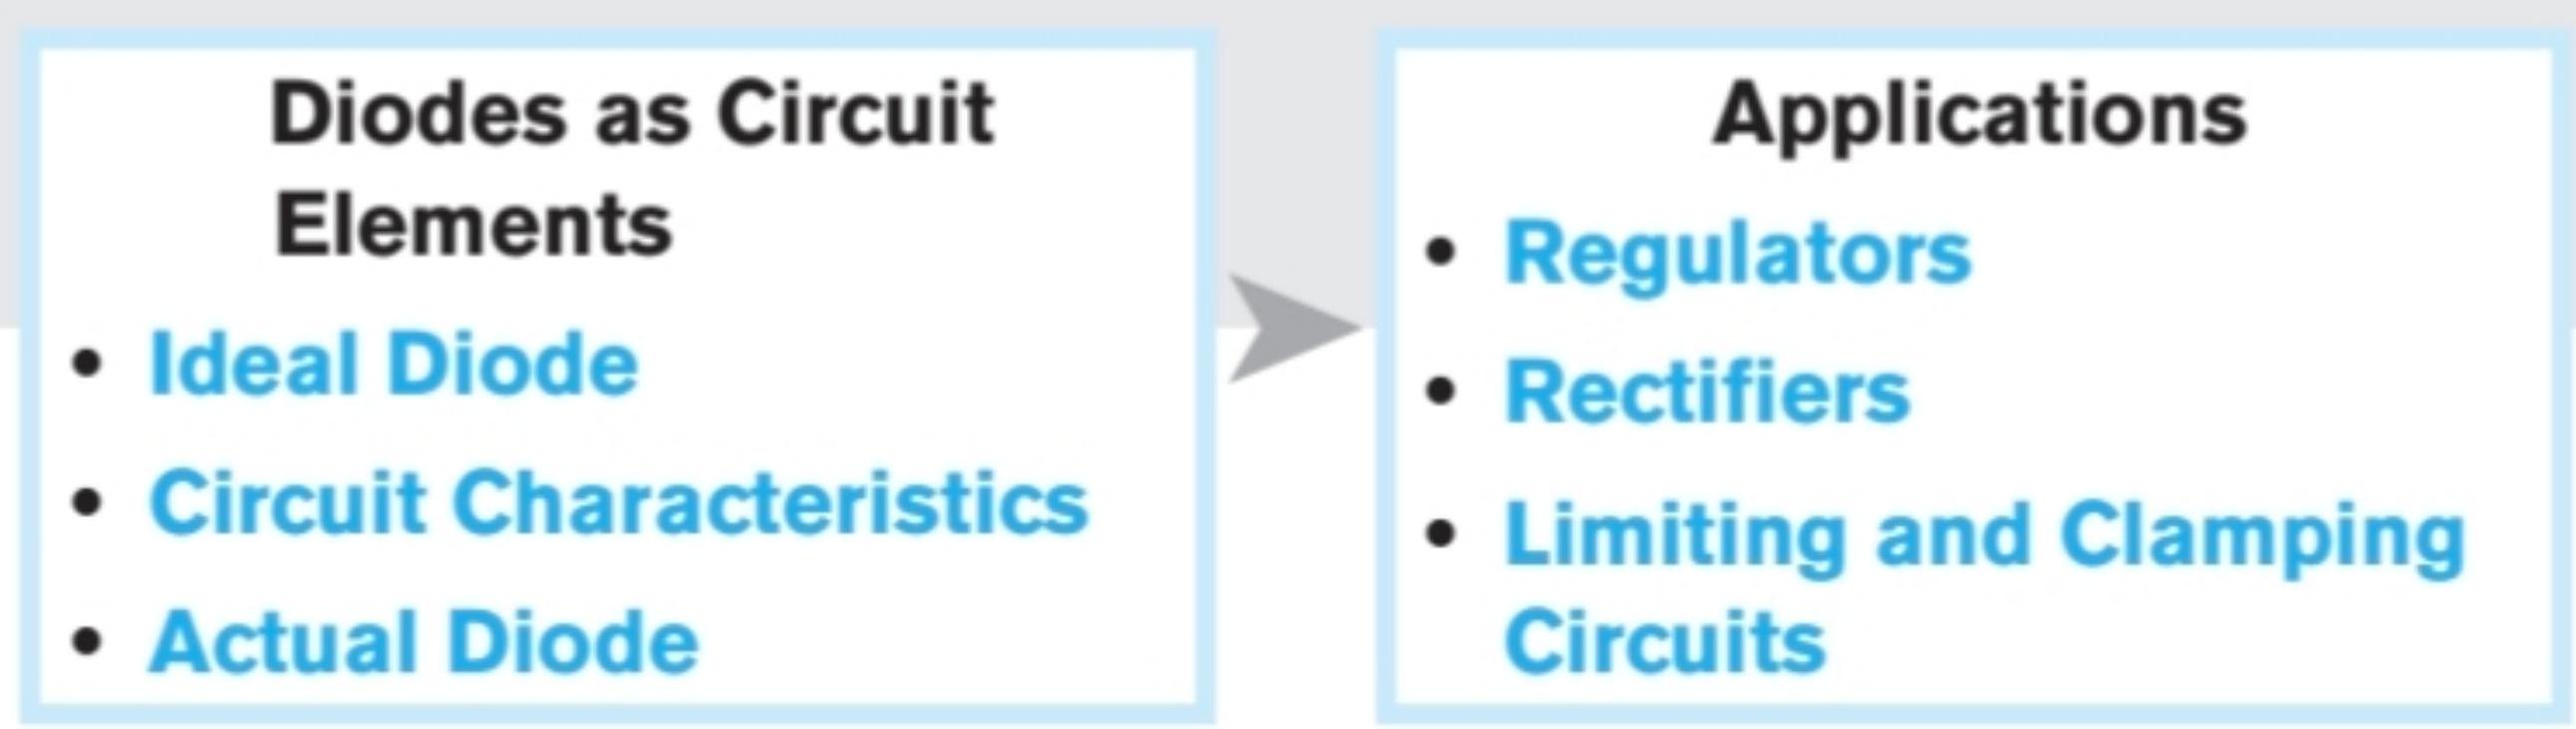 Diodes as Circuit
Elements
• Ideal Diode
• Circuit Characteristics
• Actual Diode
Applications
• Regulators
• Rectifiers
• Limiting and Clamping
Circuits